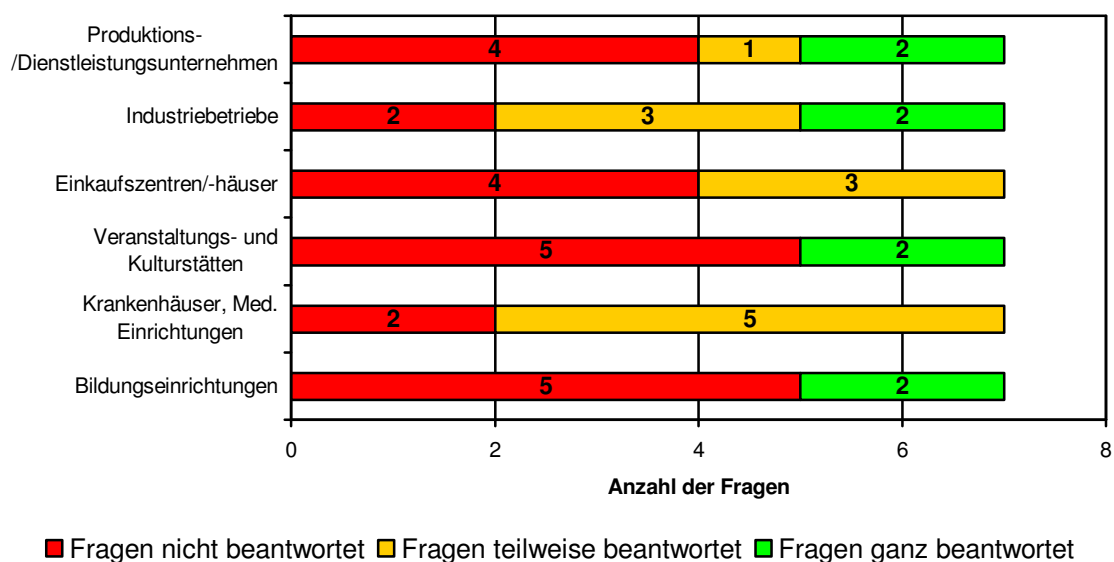 Produktions-
/Dienstleistungsunternehmen
4 1 2
Industriebetriebe
2 3 2
Einkaufszentren/-häuser
4 3
Veranstaltungs- und
Kulturstätten
5 2
Krankenhäuser, Med.
Einrichtungen
2 5
Bildungseinrichtungen
5 2
0 2 4 6 8
Anzahl der Fragen
Fragen nicht beantwortet Fragen teilweise beantwortet Fragen ganz beantwortet